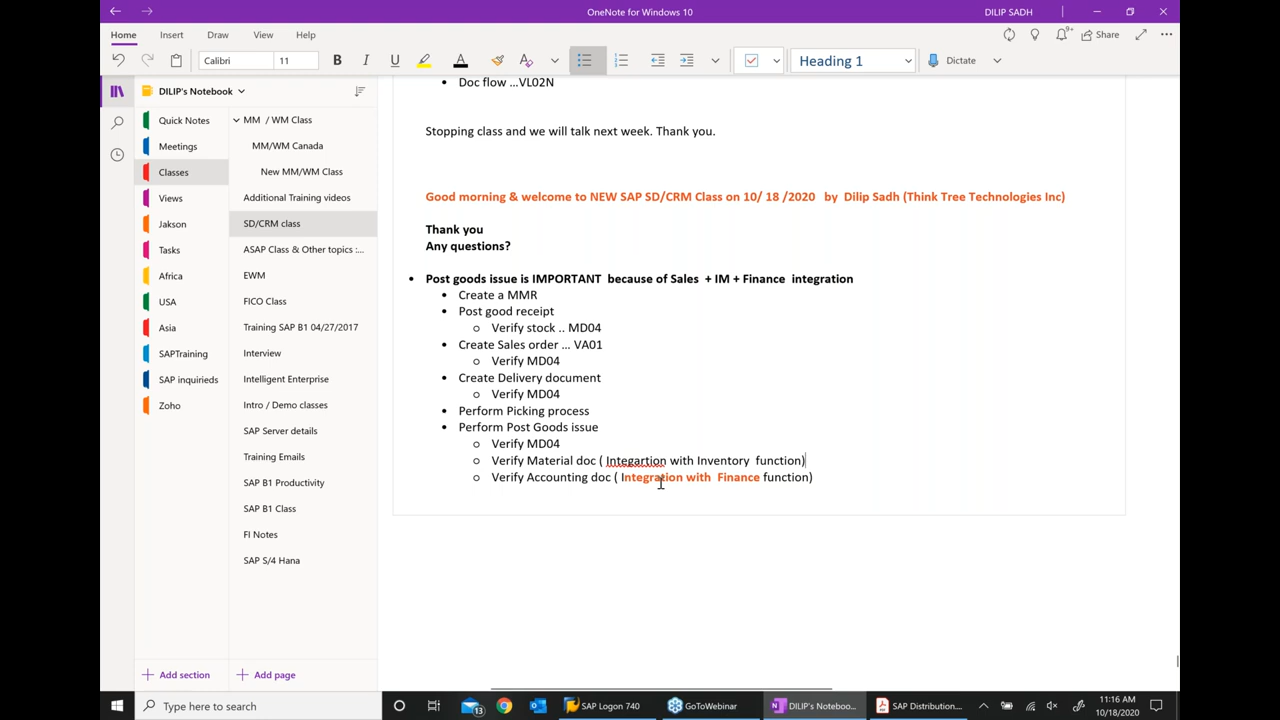 OneNote for Windows 10
DILIP SADH
Home
Insert
Draw
View
Help
9+
Share
Calibri
11
B
I
U
A
Heading 1
Dictate
DILIP's Notebook
Quick Notes
Meetings
Classes
Views
Jakson
Tasks
Africa
USA
Asia
SAPTraining
SAP inquirieds
Zoho
Add section
MM / WM Class
MM/WM Canada
New MM/WM Class
Additional Training videos
SD/CRM class
ASAP Class & Other topics :...
EWM
FICO Class
Training SAP B1 04/27/2017
Interview
Intelligent Enterprise
Intro / Demo classes
SAP Server details
Training Emails
SAP B1 Productivity
SAP B1 Class
FI Notes
SAP S/4 Hana
Add page
• Doc flow ...VL02N
Stopping class and we will talk next week. Thank you.
Good morning & welcome to NEW SAP SD/CRM Class on 10/ 18 /2020 by Dilip Sadh (Think Tree Technologies Inc)
Thank you
Any questions?
• Post goods issue is IMPORTANT because of Sales + IM + Finance integration
• Create a MMR
• Post good receipt
o Verify stock .. MD04
• Create Sales order ... VA01
o Verify MD04
• Create Delivery document
o Verify MD04
• Perform Picking process
• Perform Post Goods issue
o Verify MD04
o Verify Material doc ( Integartion with Inventory function)
o Verify Accounting doc ( Integration with Finance function)
Type here to search
13
SAP Logon 740
GoToWebinar
DILIP's Noteboo...
SAP Distribution....
11:16 AM
10/18/2020